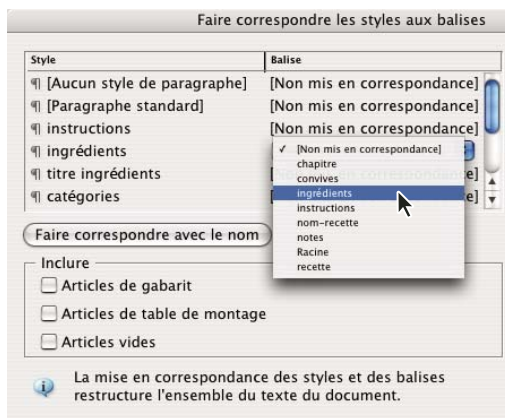 Faire correspondre les styles aux balises
Style Balise
¶ [Aucun style de paragraphe] [Non mis en correspondance]
¶ [Paragraphe standard] [Non mis en correspondance]
¶ instructions [Non mis en correspondance]
¶ ingrédients
¶ titre ingrédients
¶ catégories
✓ [Non mis en correspondance]
chapitre
convives
ingrédients
instructions
nom-recette
notes
Racine
recette
Faire correspondre avec le nom
Inclure
Articles de gabarit
Articles de table de montage
Articles vides
La mise en correspondance des styles et des balises
restructure l'ensemble du texte du document.